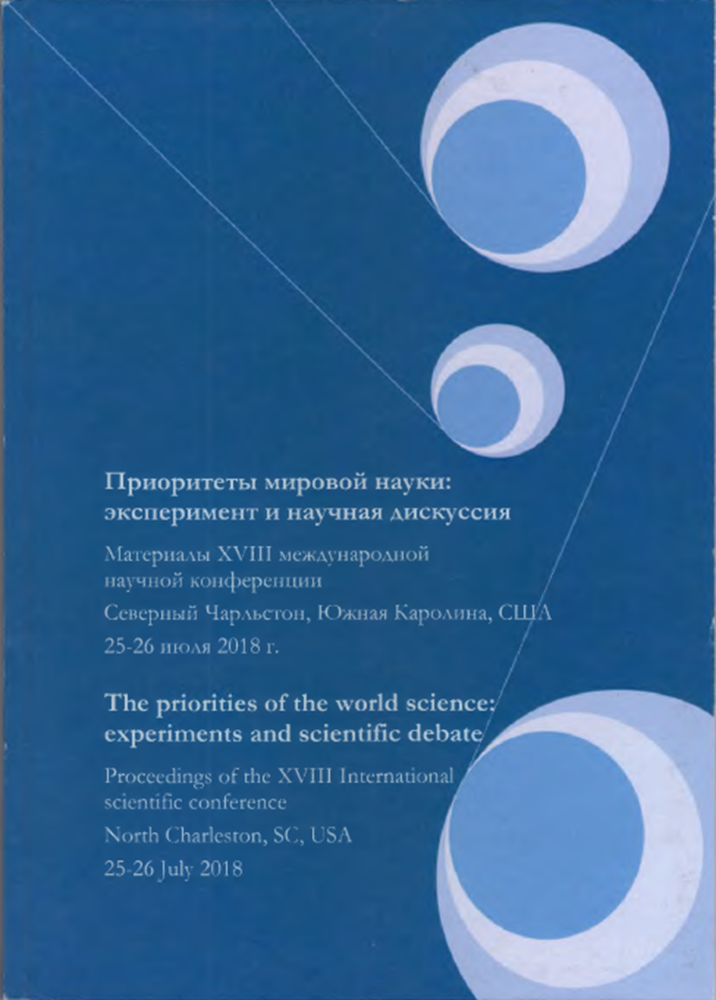 Приоритеты мировой науки:
эксперимент и научная дискуссия
Материалы XVIII международной
научной конференции
Северный Чарльстон, Южная Каролина, США
25-26 июля 2018 г.
The priorities of the world science:
experiments and scientific debate
Proceedings of the XVIII International
scientific conference
North Charleston, SC, USA
25-26 July 2018